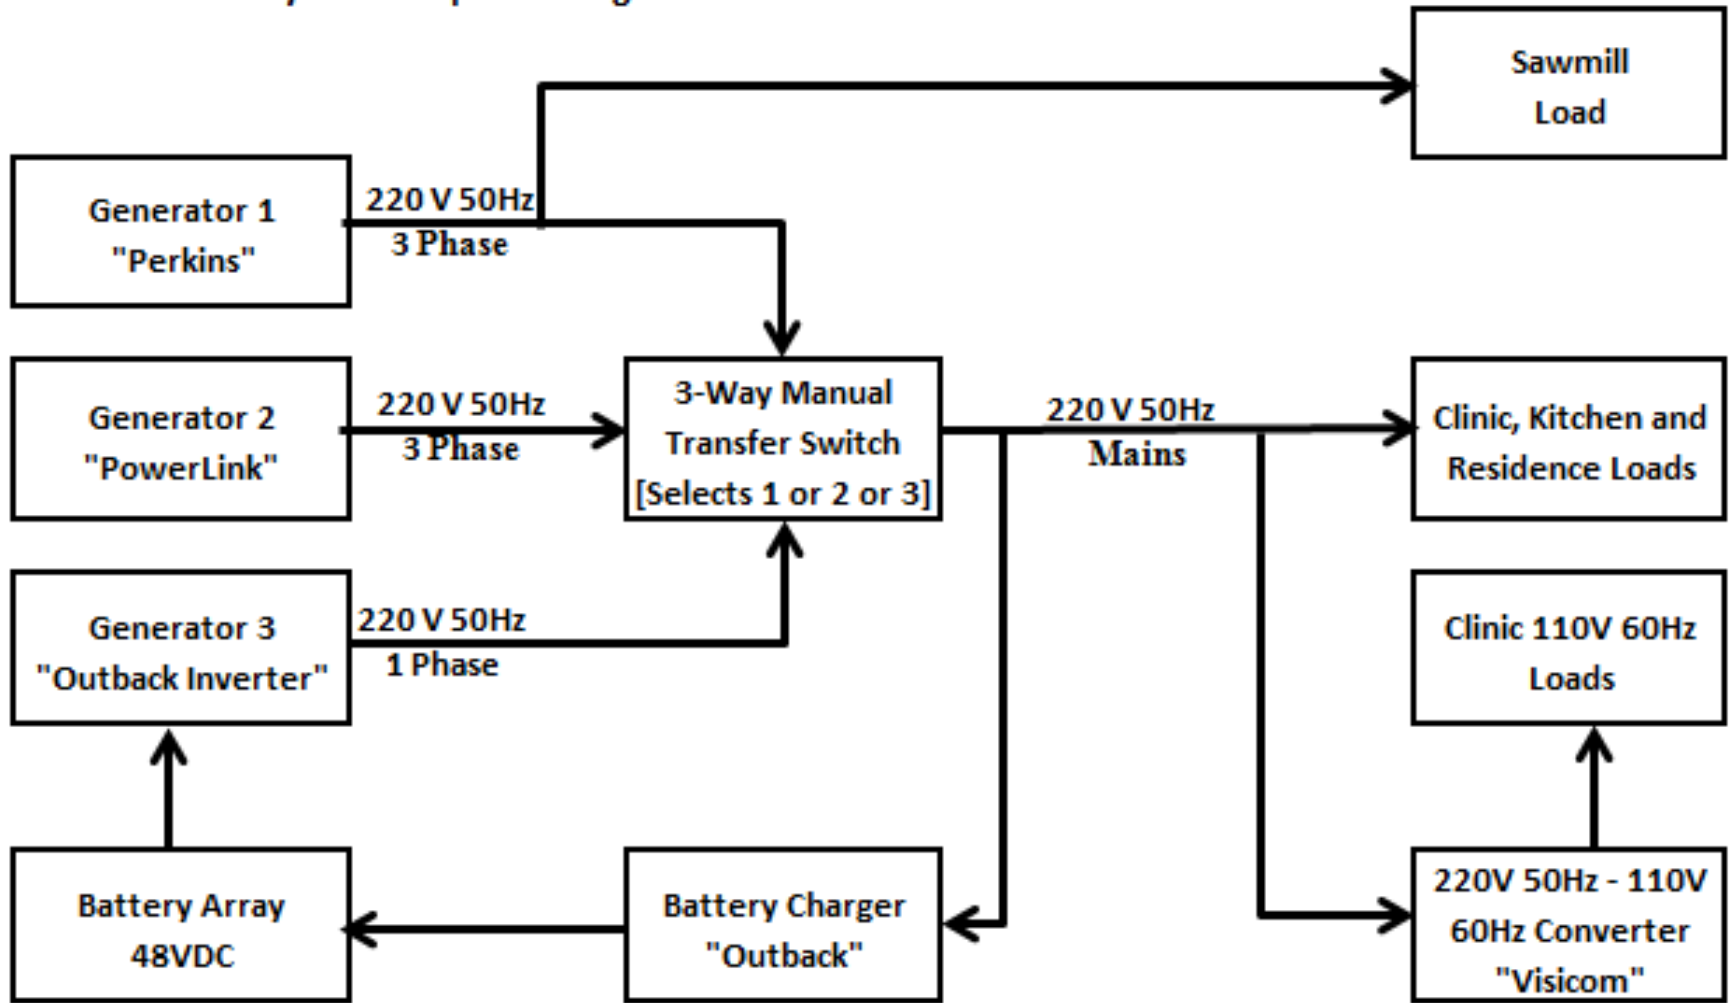 Sawmill
Load
Generator 1
"Perkins"
220 V 50Hz
3 Phase
Generator 2
"PowerLink"
220 V 50Hz
3 Phase
3-Way Manual
Transfer Switch
[Selects 1 or 2 or 3]
220 V 50Hz
Mains
Clinic, Kitchen and
Residence Loads
Generator 3
"Outback Inverter"
220 V 50Hz
1 Phase
Clinic 110V 60Hz
Loads
Battery Array
48VDC
Battery Charger
"Outback"
220V 50Hz - 110V
60Hz Converter
"Visicom"